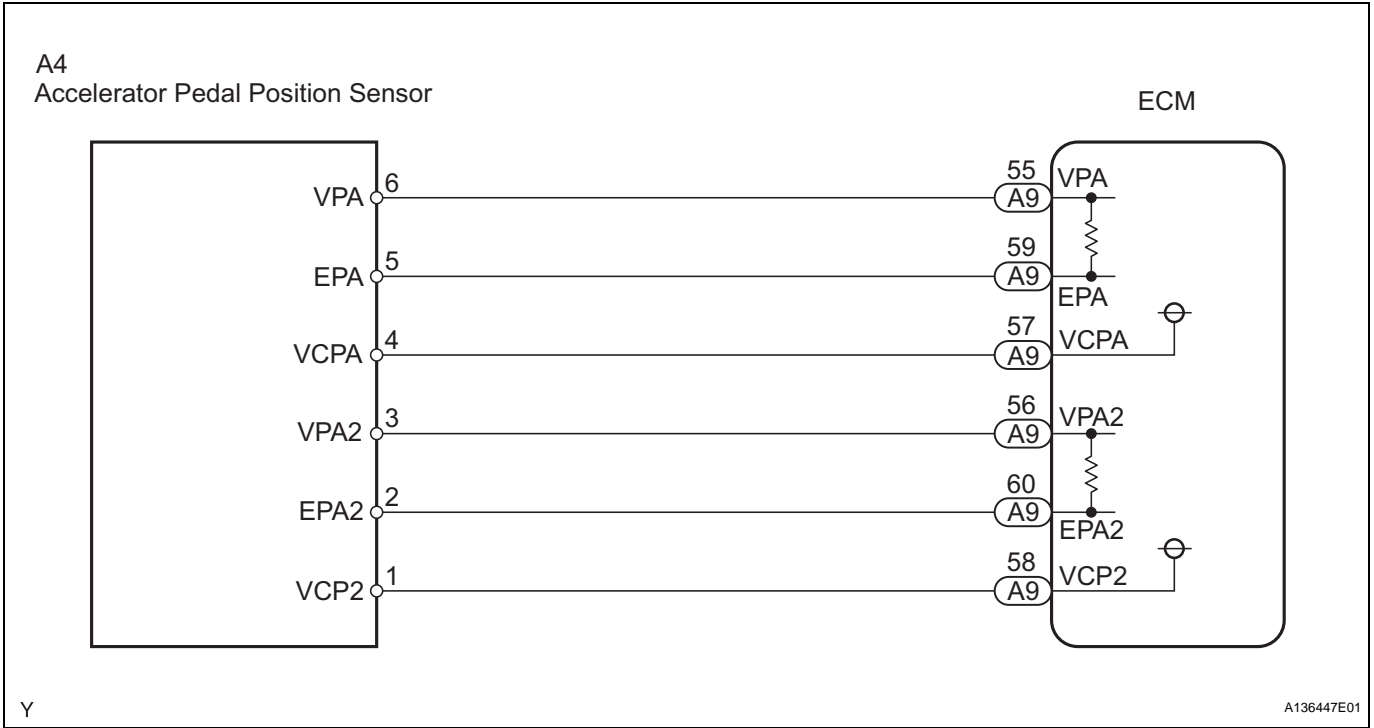 A4
Accelerator Pedal Position Sensor
ECM
VPA 6 55 A9 VPA
EPA 5 59 A9 EPA
VCPA 4 57 A9 VCPA
VPA2 3 56 A9 VPA2
EPA2 2 60 A9 EPA2
VCP2 1 58 A9 VCP2
Y A136447E01